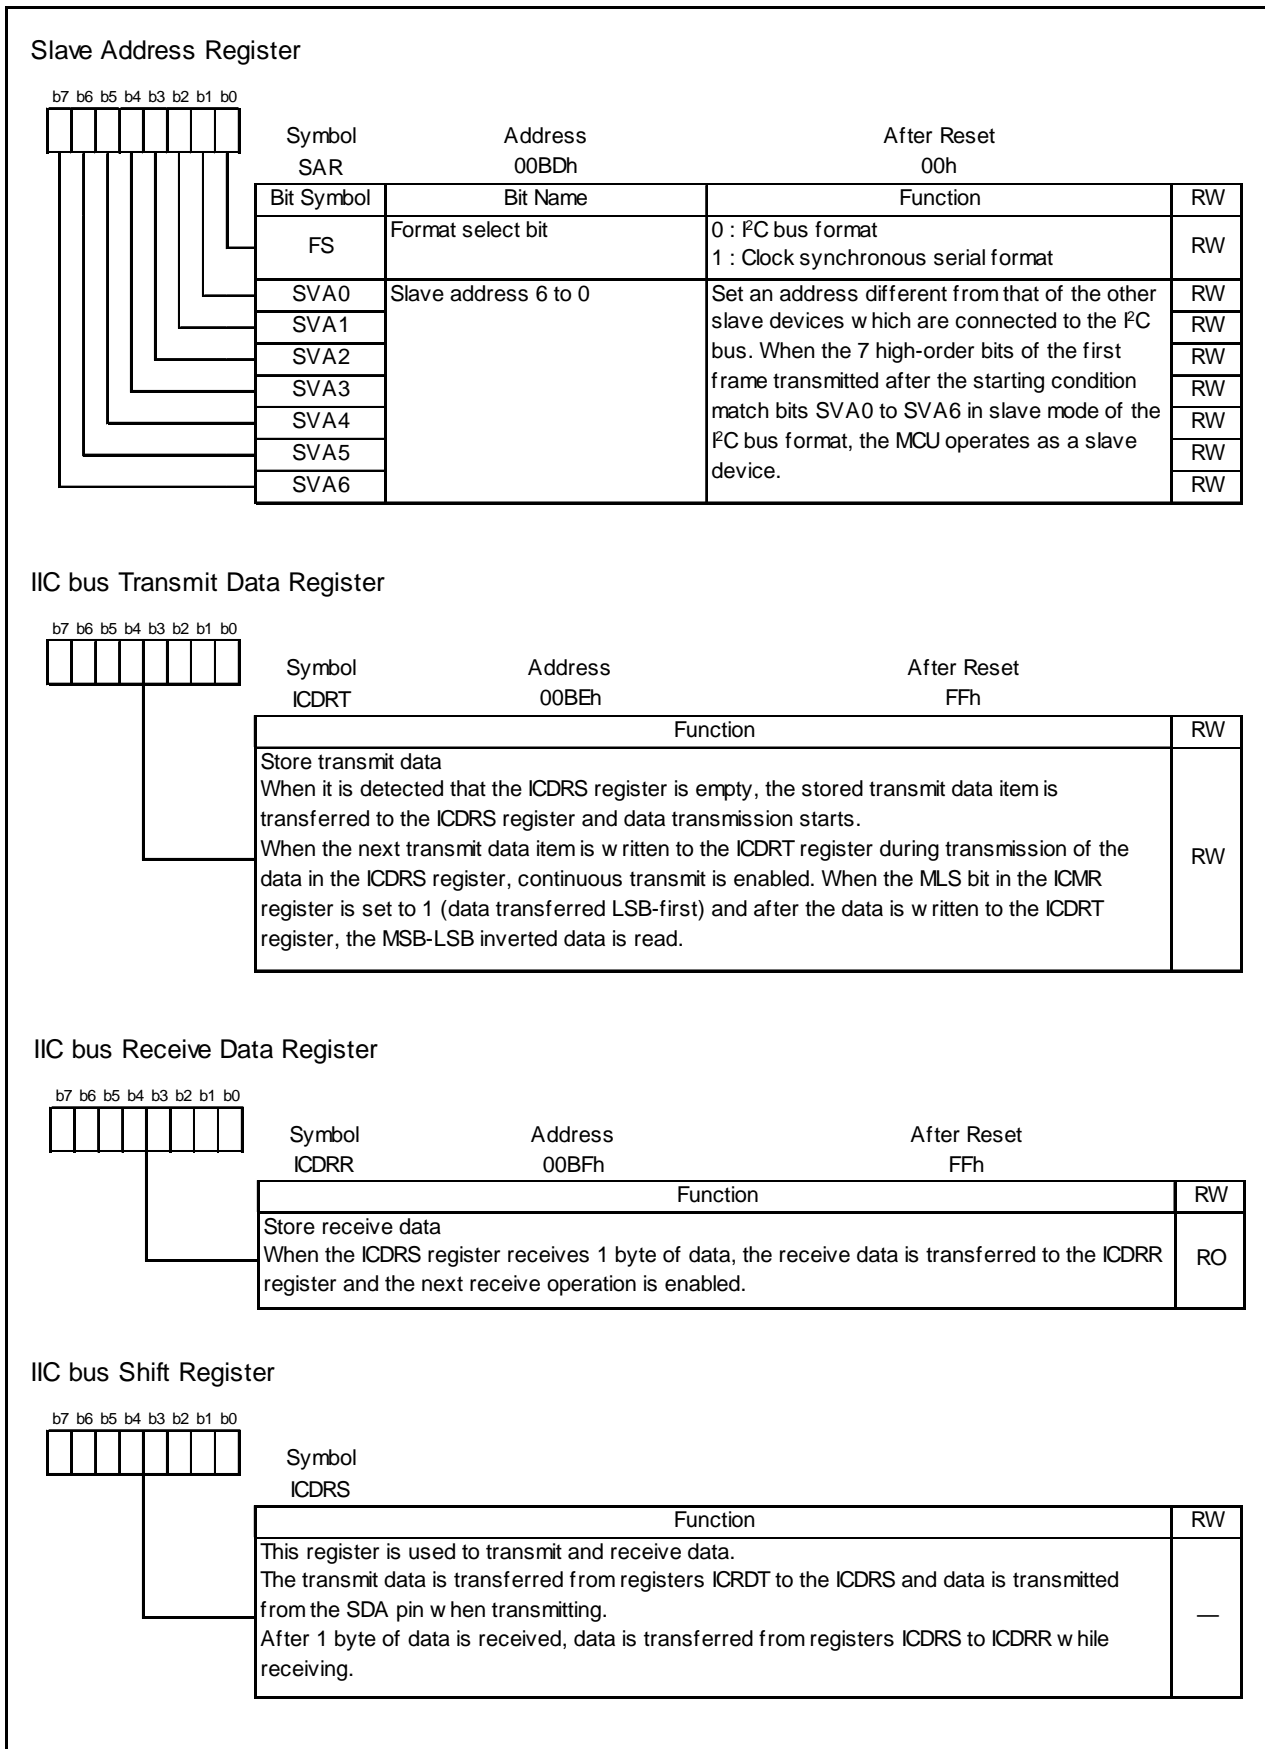 Slave Address Register
b7 b6 b5 b4 b3 b2 b1 b0
Symbol Address After Reset
SAR 00BDh 00h
Bit Symbol Bit Name Function RW
FS Format select bit 0 : I²C bus format RW
1 : Clock synchronous serial format
SVA0 Slave address 6 to 0 Set an address different from that of the other RW
SVA1 slave devices which are connected to the I²C RW
SVA2 bus. When the 7 high-order bits of the first RW
SVA3 frame transmitted after the starting condition RW
SVA4 match bits SVA0 to SVA6 in slave mode of the RW
SVA5 I²C bus format, the MCU operates as a slave RW
SVA6 device. RW
IIC bus Transmit Data Register
b7 b6 b5 b4 b3 b2 b1 b0
Symbol Address After Reset
ICDRT 00BEh FFh
Function RW
Store transmit data
When it is detected that the ICDRS register is empty, the stored transmit data item is
transferred to the ICDRS register and data transmission starts.
When the next transmit data item is written to the ICDRT register during transmission of the RW
data in the ICDRS register, continuous transmit is enabled. When the MLS bit in the ICMR
register is set to 1 (data transferred LSB-first) and after the data is written to the ICDRT
register, the MSB-LSB inverted data is read.
IIC bus Receive Data Register
b7 b6 b5 b4 b3 b2 b1 b0
Symbol Address After Reset
ICDRR 00BFh FFh
Function RW
Store receive data
When the ICDRS register receives 1 byte of data, the receive data is transferred to the ICDRR RO
register and the next receive operation is enabled.
IIC bus Shift Register
b7 b6 b5 b4 b3 b2 b1 b0
Symbol
ICDRS
Function RW
This register is used to transmit and receive data.
The transmit data is transferred from registers ICRDT to the ICDRS and data is transmitted
from the SDA pin when transmitting. —
After 1 byte of data is received, data is transferred from registers ICDRS to ICDRR while
receiving.